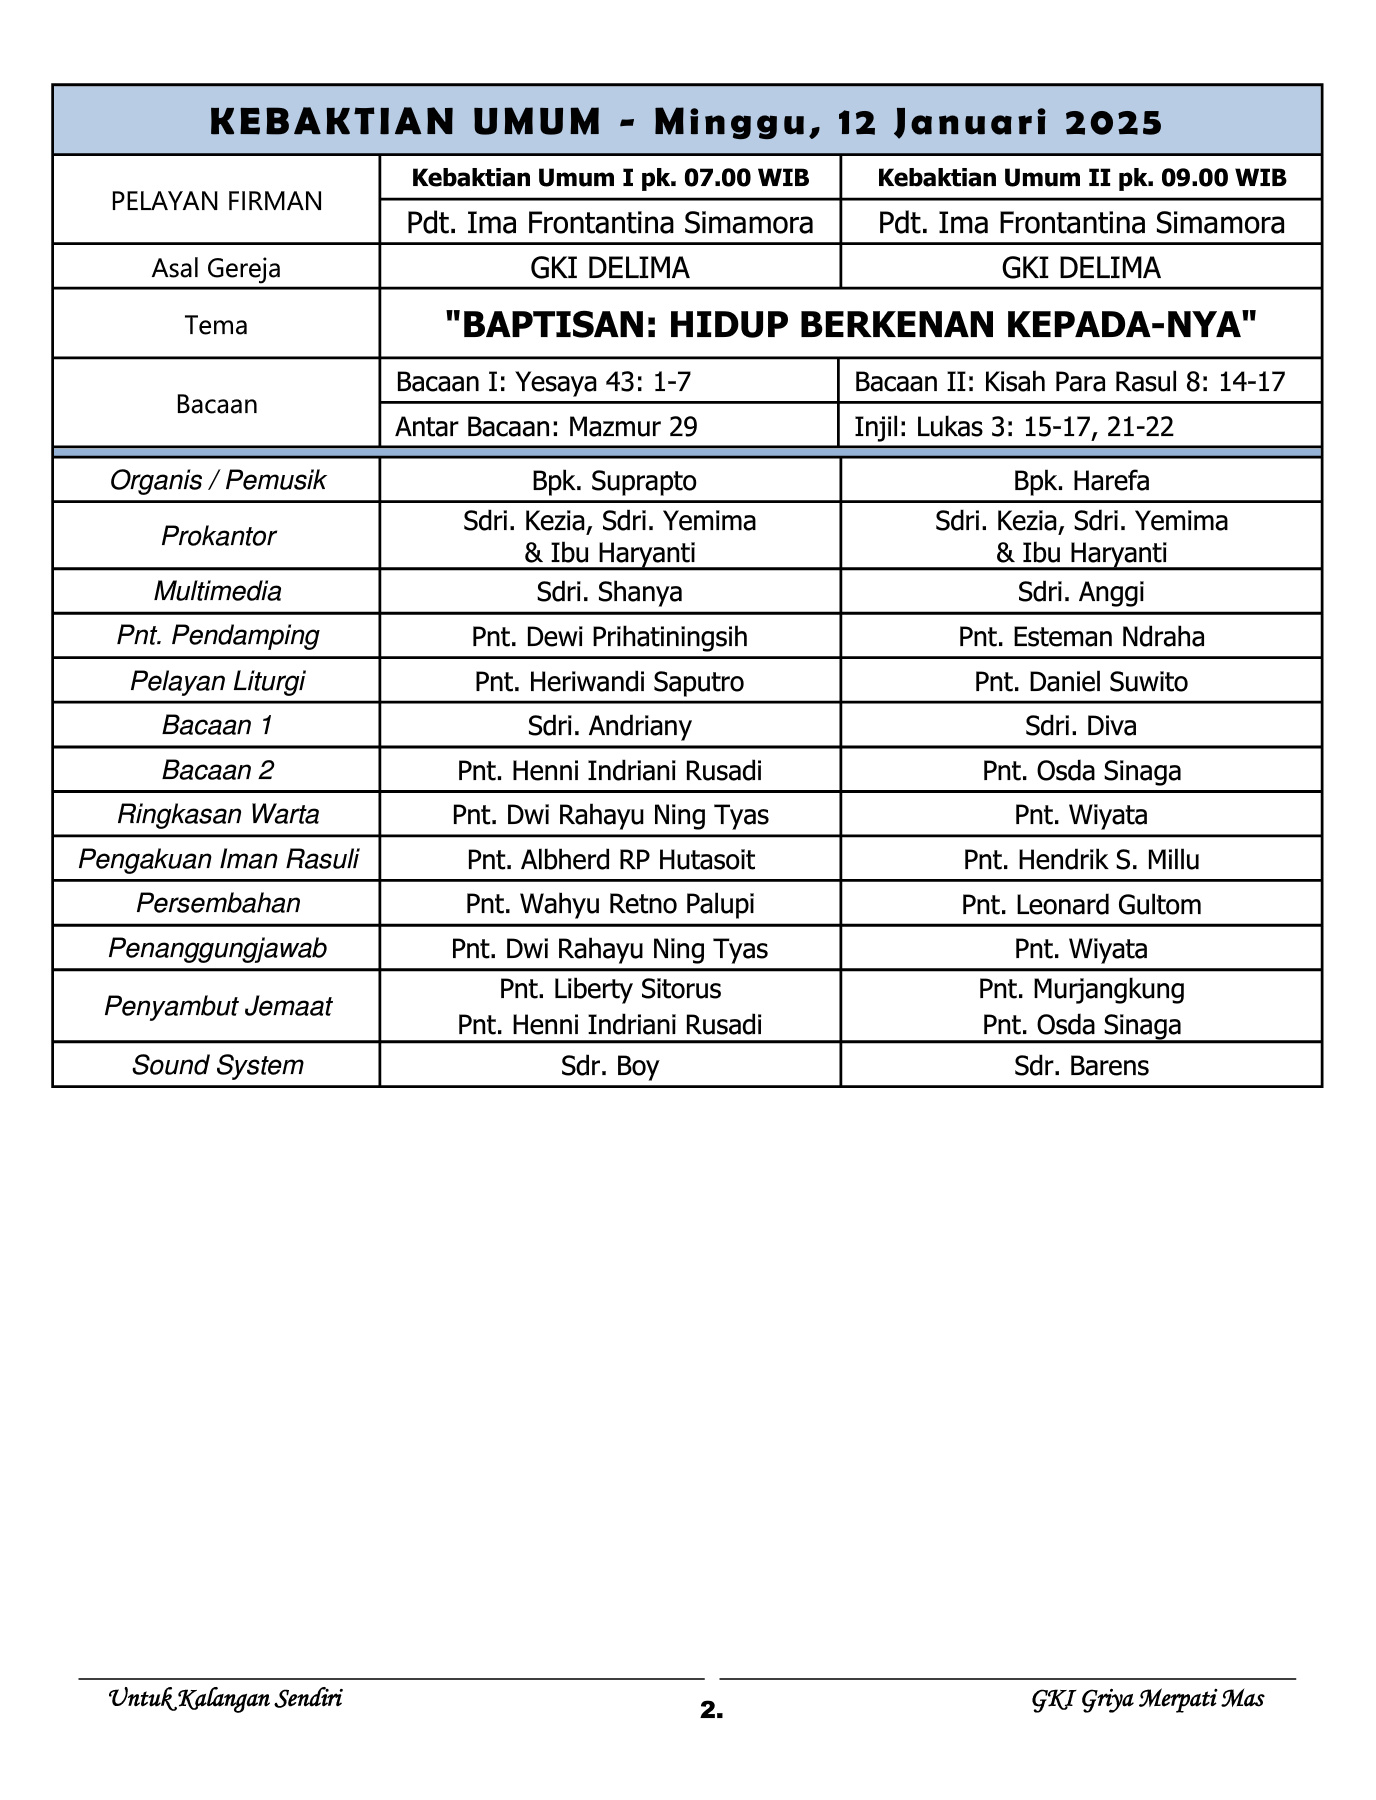 KEBAKTIAN UMUM - Minggu, 12 Januari 2025
PELAYAN FIRMAN
Kebaktian Umum I pk. 07.00 WIB
Kebaktian Umum II pk. 09.00 WIB
Pdt. Ima Frontantina Simamora
Pdt. Ima Frontantina Simamora
Asal Gereja
GKI DELIMA
GKI DELIMA
Tema
"BAPTISAN: HIDUP BERKENAN KEPADA-NYA"
Bacaan
Bacaan I: Yesaya 43: 1-7
Bacaan II: Kisah Para Rasul 8: 14-17
Antar Bacaan: Mazmur 29
Injil: Lukas 3: 15-17, 21-22
Organis / Pemusik
Bpk. Suprapto
Bpk. Harefa
Prokantor
Sdri. Kezia, Sdri. Yemima
& Ibu Haryanti
Sdri. Kezia, Sdri. Yemima
& Ibu Haryanti
Multimedia
Sdri. Shanya
Sdri. Anggi
Pnt. Pendamping
Pnt. Dewi Prihatiningsih
Pnt. Esteman Ndraha
Pelayan Liturgi
Pnt. Heriwandi Saputro
Pnt. Daniel Suwito
Bacaan 1
Sdri. Andriany
Sdri. Diva
Bacaan 2
Pnt. Henni Indriani Rusadi
Pnt. Osda Sinaga
Ringkasan Warta
Pnt. Dwi Rahayu Ning Tyas
Pnt. Wiyata
Pengakuan Iman Rasuli
Pnt. Albherd RP Hutasoit
Pnt. Hendrik S. Millu
Persembahan
Pnt. Wahyu Retno Palupi
Pnt. Leonard Gultom
Penanggungjawab
Pnt. Dwi Rahayu Ning Tyas
Pnt. Wiyata
Penyambut Jemaat
Pnt. Liberty Sitorus
Pnt. Henni Indriani Rusadi
Pnt. Murjangkung
Pnt. Osda Sinaga
Sound System
Sdr. Boy
Sdr. Barens
Untuk Kalangan Sendiri
2.
GKI Griya Merpati Mas